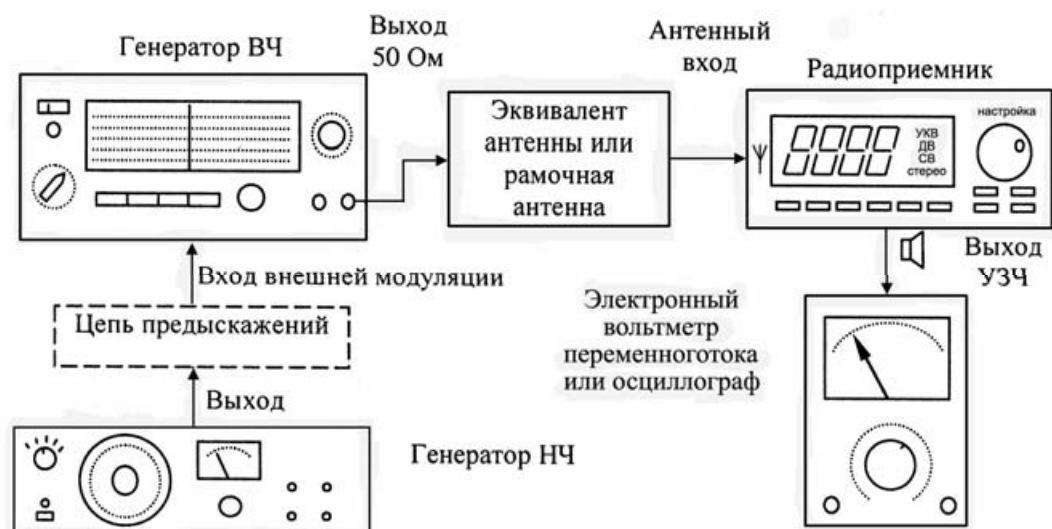 Генератор ВЧ
Выход
50 Ом
Антенный
вход
Радиоприемник
Эквивалент
антенны или
рамочная
антенна
настройка
УКВ
ДВ
СВ
стерео
Вход внешней модуляции
Выход
УЗЧ
Цепь предыскажений
Электронный
вольтметр
переменноготока
или осциллограф
Выход
Генератор НЧ